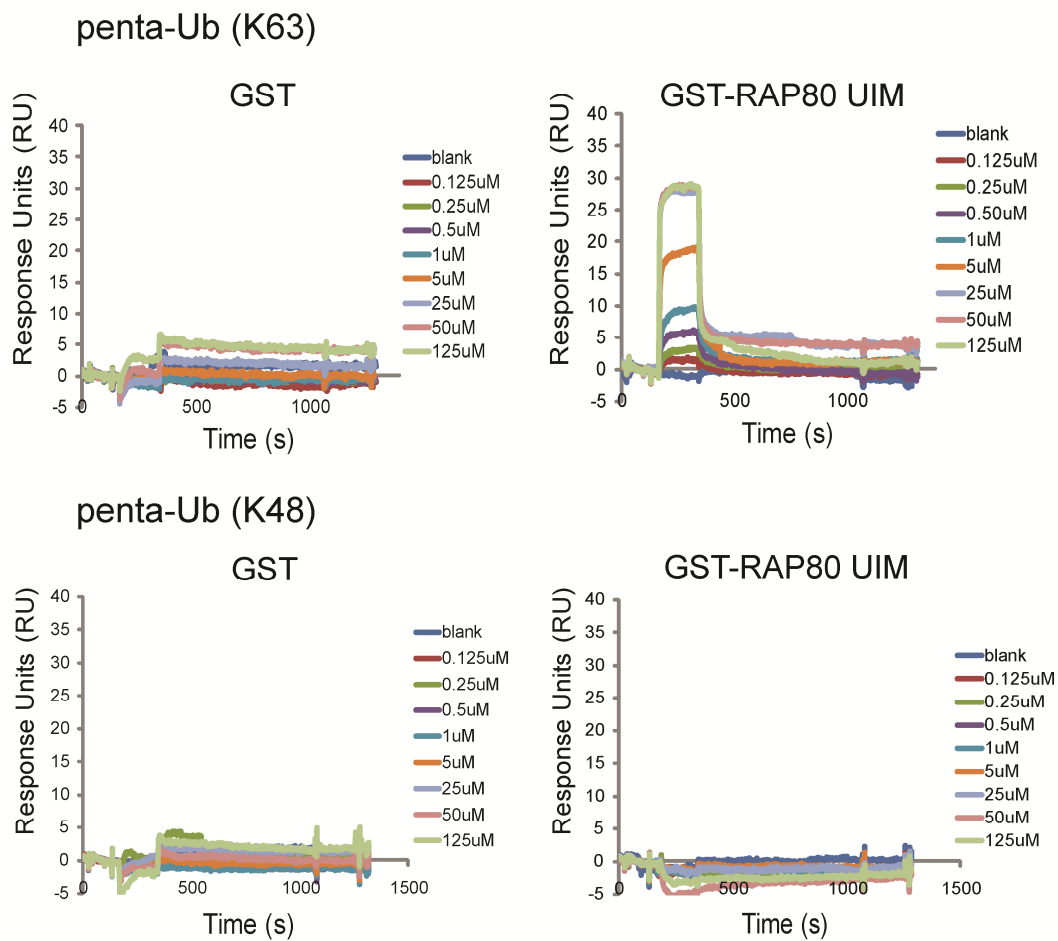 penta-Ub (K63)
GST
Response Units (RU)
40
35
30
25
20
15
10
5
0
-5
0
500
1000
Time (s)
blank
0.125uM
0.25uM
0.5uM
1uM
5uM
25uM
50uM
125uM
GST-RAP80 UIM
Response Units (RU)
40
35
30
25
20
15
10
5
0
-5
0
500
1000
Time (s)
blank
0.125uM
0.25uM
0.50uM
1uM
5uM
25uM
50uM
125uM
penta-Ub (K48)
GST
Response Units (RU)
40
35
30
25
20
15
10
5
0
-5
0
500
1000
1500
Time (s)
blank
0.125uM
0.25uM
0.5uM
1uM
5uM
25uM
50uM
125uM
GST-RAP80 UIM
Response Units (RU)
40
35
30
25
20
15
10
5
0
-5
0
500
1000
1500
Time (s)
blank
0.125uM
0.25uM
0.5uM
1uM
5uM
25uM
50uM
125uM